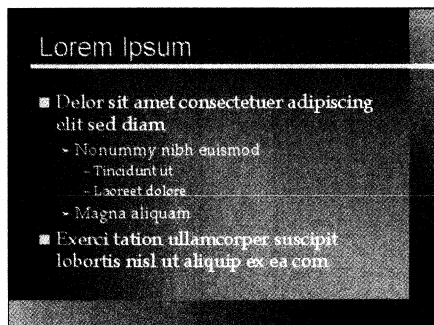 Lorem Ipsum
Delor sit amet consectetuer adipiscing
elit sed diam
Nonummy nibh euismod
Tincidunt ut
Laoreet dolore
Magna aliquam
Exerci tation ullamcorper suscipit
lobortis nisl ut aliquip ex ea com